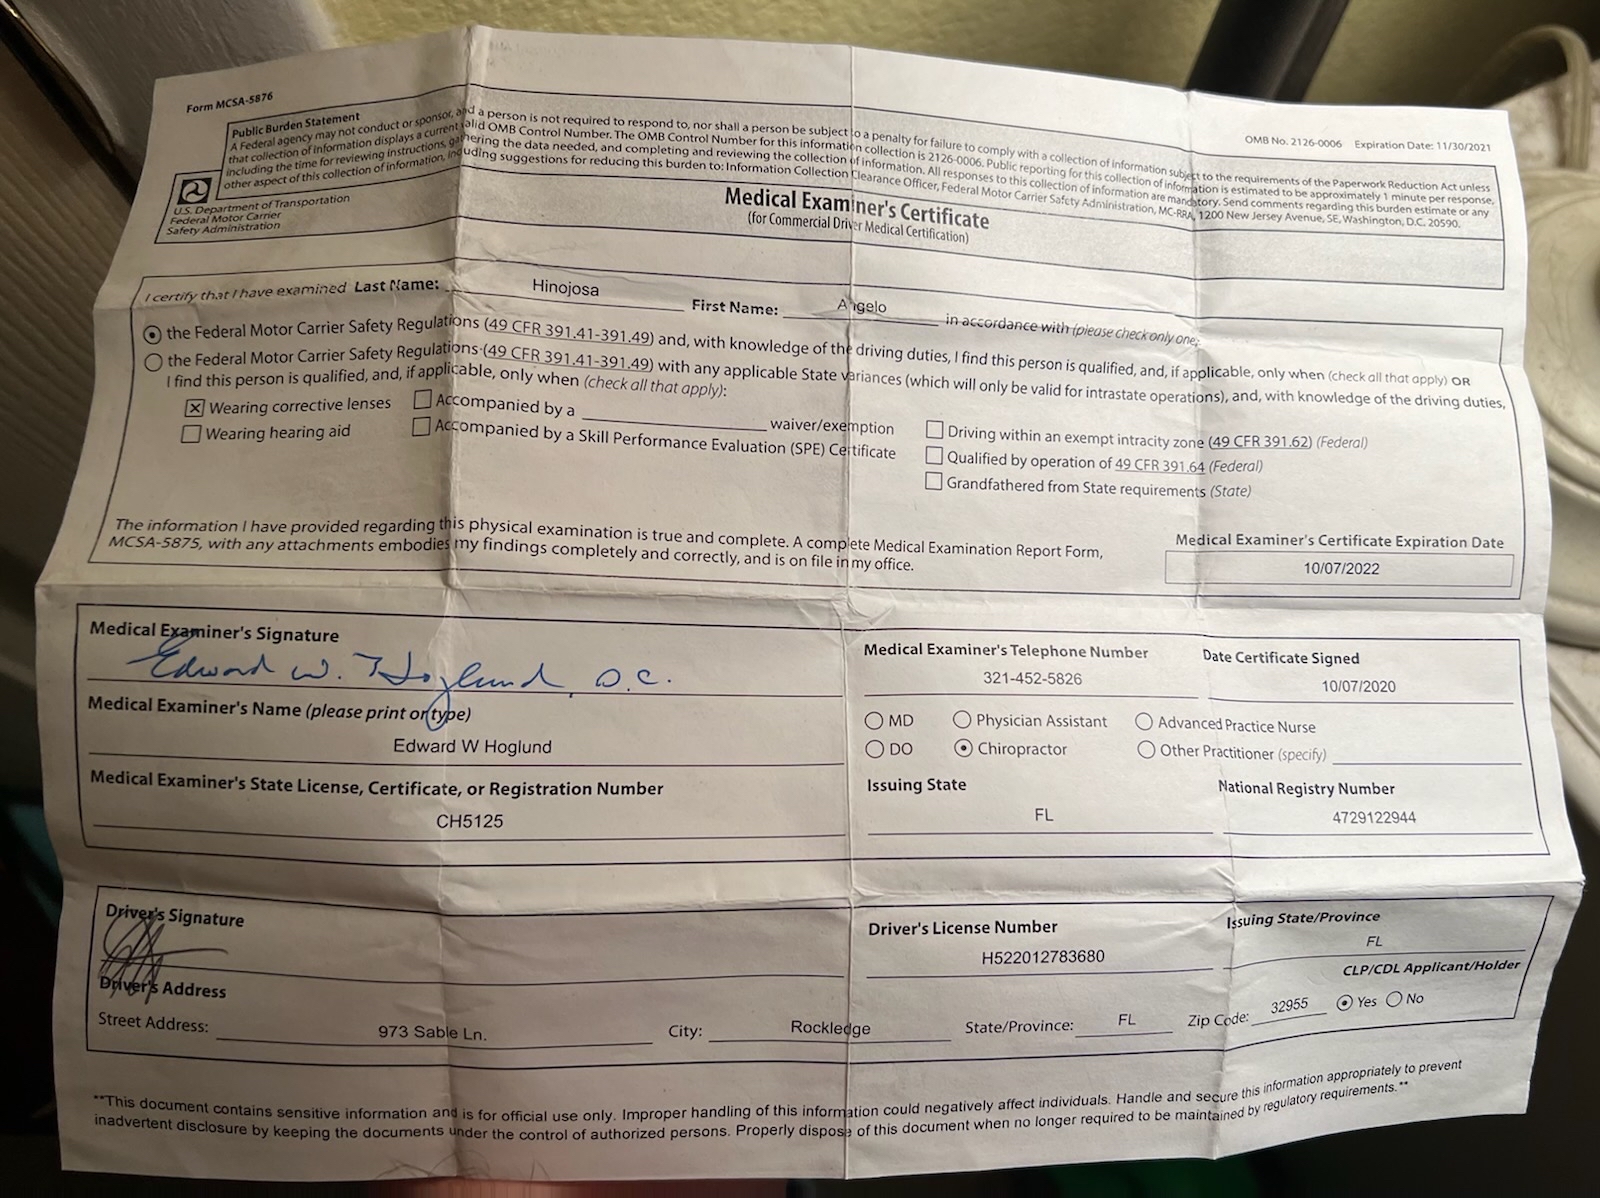 Form MCSA-5876
OMB No. 2126-0006 Expiration Date: 11/30/2021
Public Burden Statement
A Federal agency may not conduct or sponsor, and a person is not required to respond to, nor shall a person be subject to a penalty for failure to comply with a collection of information subject to the requirements of the Paperwork Reduction Act unless
that collection of information displays a current valid OMB Control Number. The OMB Control Number for this information collection is 2126-0006. Public reporting for this collection of information is estimated to be approximately 1 minute per response,
including the time for reviewing instructions, gathering the data needed, and completing and reviewing the collection of information. All responses to this collection of information are mandatory. Send comments regarding this burden estimate or any
other aspect of this collection of information, including suggestions for reducing this burden to: Information Collection Clearance Officer, Federal Motor Carrier Safety Administration, MC-RRA, 1200 New Jersey Avenue, SE, Washington, D.C. 20590.
U.S. Department of Transportation
Federal Motor Carrier
Safety Administration
Medical Examiner's Certificate
(for Commercial Driver Medical Certification)
I certify that I have examined Last Name: Hinojosa First Name: Angelo in accordance with (please check only one):
the Federal Motor Carrier Safety Regulations (49 CFR 391.41-391.49) and, with knowledge of the driving duties, I find this person is qualified, and, if applicable, only when (check all that apply) OR
the Federal Motor Carrier Safety Regulations (49 CFR 391.41-391.49) with any applicable State variances (which will only be valid for intrastate operations), and, with knowledge of the driving duties,
I find this person is qualified, and, if applicable, only when (check all that apply):
Wearing corrective lenses Accompanied by a waiver/exemption Driving within an exempt intracity zone (49 CFR 391.62) (Federal)
Wearing hearing aid Accompanied by a Skill Performance Evaluation (SPE) Certificate Qualified by operation of 49 CFR 391.64 (Federal)
Grandfathered from State requirements (State)
The information I have provided regarding this physical examination is true and complete. A complete Medical Examination Report Form,
MCSA-5875, with any attachments embodies my findings completely and correctly, and is on file in my office.
Medical Examiner's Certificate Expiration Date
10/07/2022
Medical Examiner's Signature
Edward W. Hoglund, D.C.
Medical Examiner's Telephone Number
321-452-5826
Date Certificate Signed
10/07/2020
Medical Examiner's Name (please print or type)
Edward W Hoglund
MD Physician Assistant Advanced Practice Nurse
DO Chiropractor Other Practitioner (specify)
Medical Examiner's State License, Certificate, or Registration Number
CH5125
Issuing State
FL
National Registry Number
4729122944
Driver's Signature
Driver's License Number
H522012783680
Issuing State/Province
FL
Driver's Address
CLP/CDL Applicant/Holder
Street Address: 973 Sable Ln. City: Rockledge State/Province: FL Zip Code: 32955 Yes No
**This document contains sensitive information and is for official use only. Improper handling of this information could negatively affect individuals. Handle and secure this information appropriately to prevent
inadvertent disclosure by keeping the documents under the control of authorized persons. Properly dispose of this document when no longer required to be maintained by regulatory requirements.**